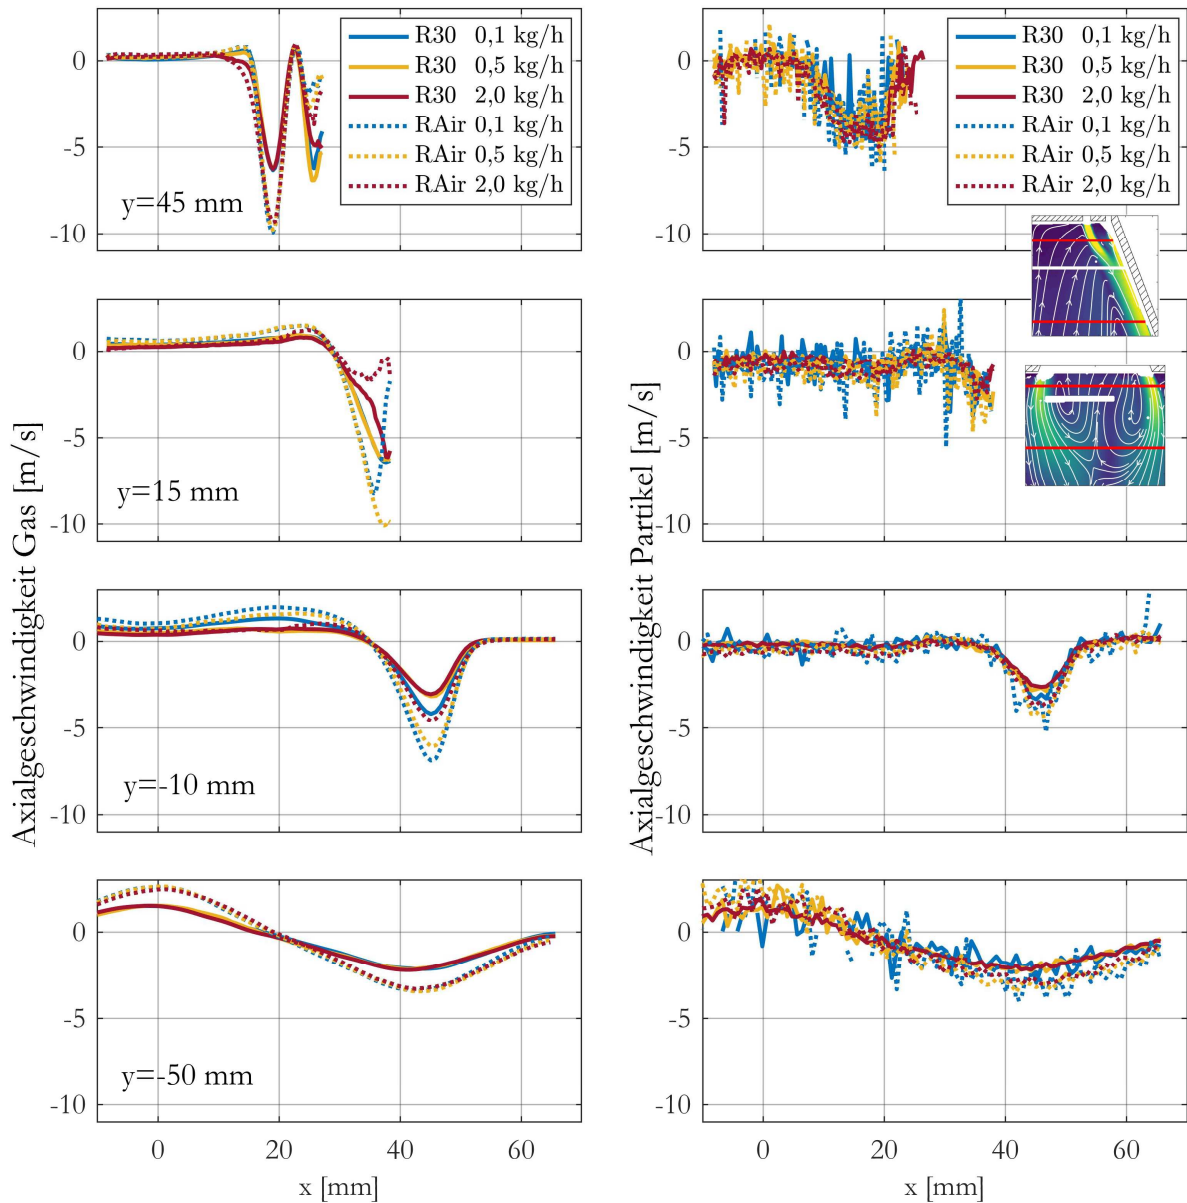 0
-5
-10
y=45 mm
R30 0,1 kg/h
R30 0,5 kg/h
R30 2,0 kg/h
RAir 0,1 kg/h
RAir 0,5 kg/h
RAir 2,0 kg/h
0
-5
-10
R30 0,1 kg/h
R30 0,5 kg/h
R30 2,0 kg/h
RAir 0,1 kg/h
RAir 0,5 kg/h
RAir 2,0 kg/h
0
-5
-10
y=15 mm
0
-5
-10
Axialgeschwindigkeit Gas [m/s]
Axialgeschwindigkeit Partikel [m/s]
0
-5
-10
y=-10 mm
0
-5
-10
0
-5
-10
y=-50 mm
0
-5
-10
0 20 40 60
x [mm]
0 20 40 60
x [mm]